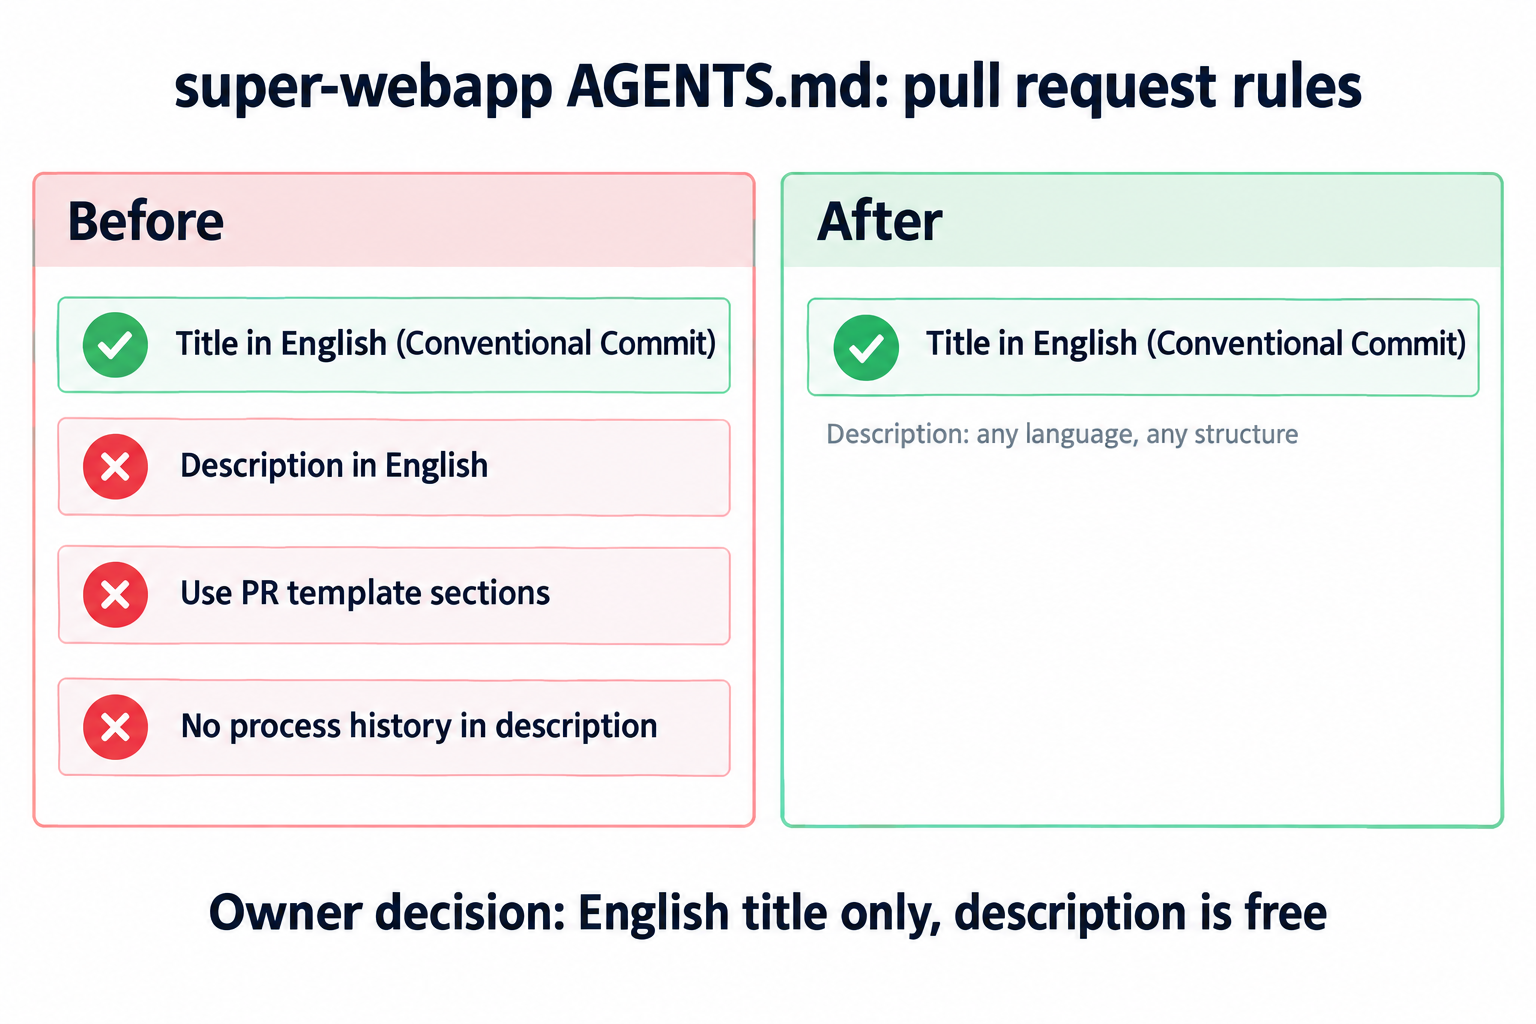 super-webapp AGENTS.md: pull request rules
Before
Title in English (Conventional Commit)
Description in English
Use PR template sections
No process history in description
After
Title in English (Conventional Commit)
Description: any language, any structure
Owner decision: English title only, description is free